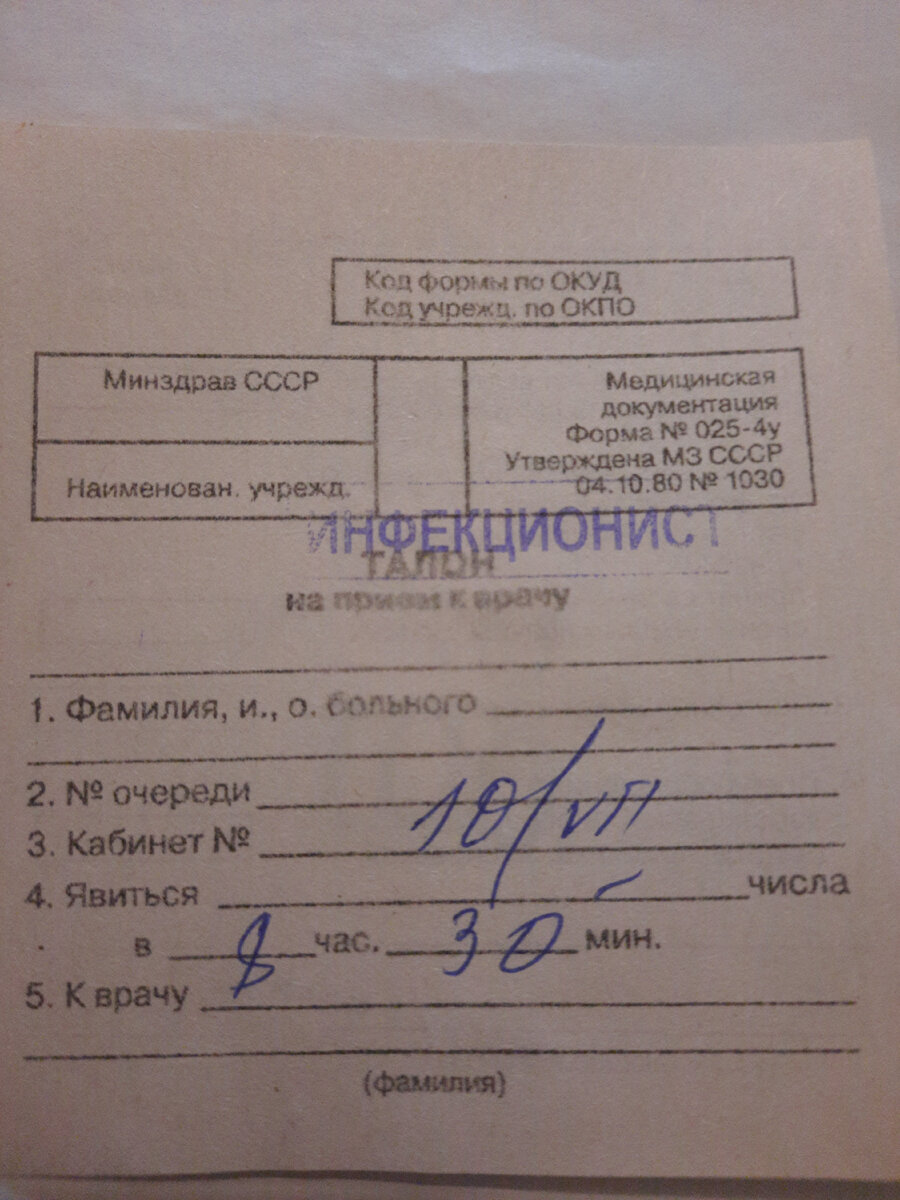 Код формы по ОКУД
Код учрежд. по ОКПО
Минздрав СССР
Наименован. учрежд.
Медицинская
документация
Форма № 025-4у
Утверждена МЗ СССР
04.10.80 № 1030
ИНФЕКЦИОНИСТ
ТАЛОН
на прием к врачу
1. Фамилия, и., о. больного
2. № очереди
10/VII
3. Кабинет №
4. Явиться числа
в 8 час. 30 мин.
5. К врачу
(фамилия)